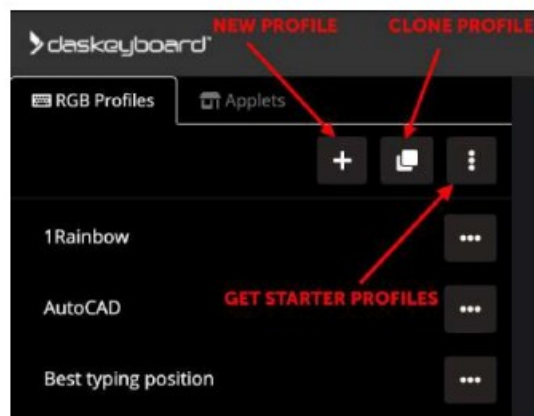 NEW PROFILE CLONE PROFILE
daskeyboard
RGB Profiles Applets
1Rainbow
GET STARTER PROFILES
AutoCAD
Best typing position